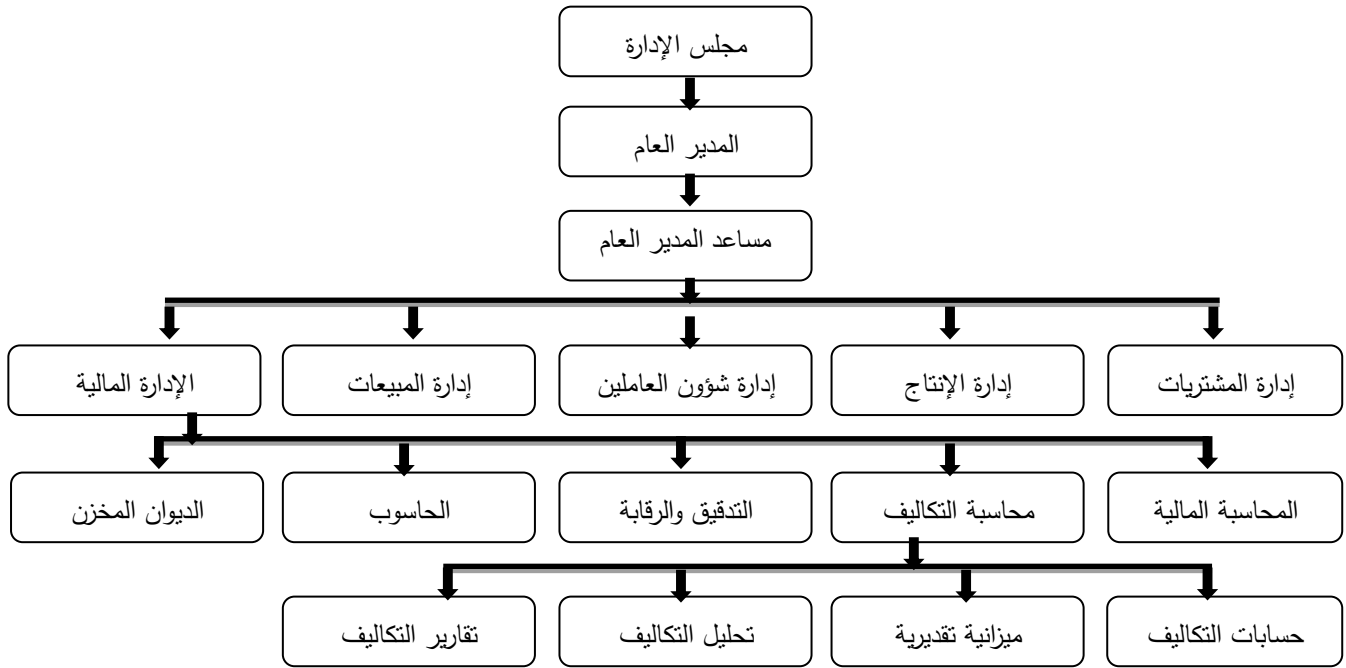 مجلس الإدارة
المدير العام
مساعد المدير العام
إدارة المشتريات
إدارة الإنتاج
إدارة شؤون العاملين
إدارة المبيعات
الإدارة المالية
المحاسبة المالية
محاسبة التكاليف
التدقيق والرقابة
الحاسوب
الديوان المخزن
حسابات التكاليف
ميزانية تقديرية
تحليل التكاليف
تقارير التكاليف